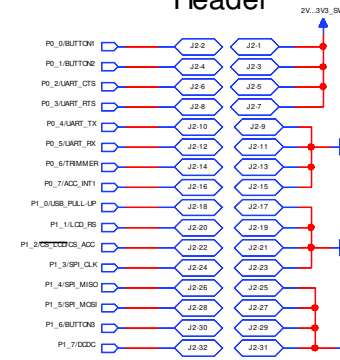 Header
2V...3V3_SW
P0_0/BUTTON1 J2-2 J2-1
P0_1/BUTTON2 J2-4 J2-3
P0_2/UART_CTS J2-6 J2-5
P0_3/UART_RTS J2-8 J2-7
P0_4/UART_TX J2-10 J2-9
P0_5/UART_RX J2-12 J2-11
P0_6/TRIMMER J2-14 J2-13
P0_7/ACC_INT1 J2-16 J2-15
P1_0/USB_PULL-UP J2-18 J2-17
P1_1/LCD_RS J2-20 J2-19
P1_2/CS_LCD/CS_ACC J2-22 J2-21
P1_3/SPI_CLK J2-24 J2-23
P1_4/SPI_MISO J2-26 J2-25
P1_5/SPI_MOSI J2-28 J2-27
P1_6/BUTTON3 J2-30 J2-29
P1_7/DCDC J2-32 J2-31